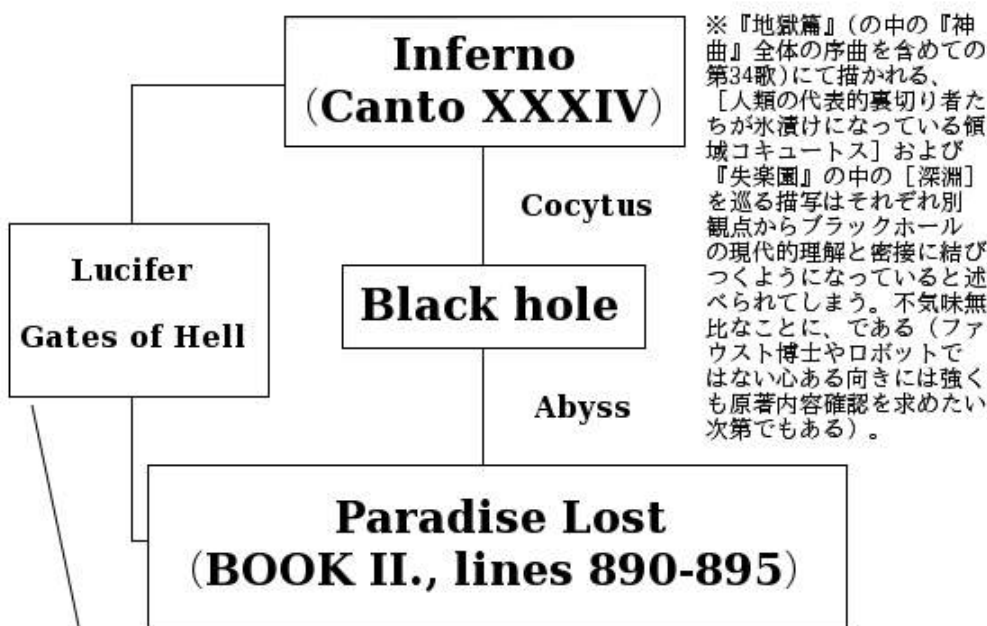 Inferno
(Canto XXXIV)
Cocytus
Lucifer
Gates of Hell
Black hole
Abyss
Paradise Lost
(BOOK II., lines 890-895)
※『地獄篇』(の中の『神
曲』全体の序曲を含めての
第34歌)にて描かれる、
［人類の代表的裏切り者た
ちが氷漬けになっている領
域コキュートス］および
『失楽園』の中の［深淵］
を巡る描写はそれぞれ別
観点からブラックホール
の現代的理解と密接に結び
つくようになっていると述
べられてしまう。不気味無
比なことに、である（ファ
ウスト博士やロボットで
はない心ある向きには強く
も原著内容確認を求めたい
次第でもある）。